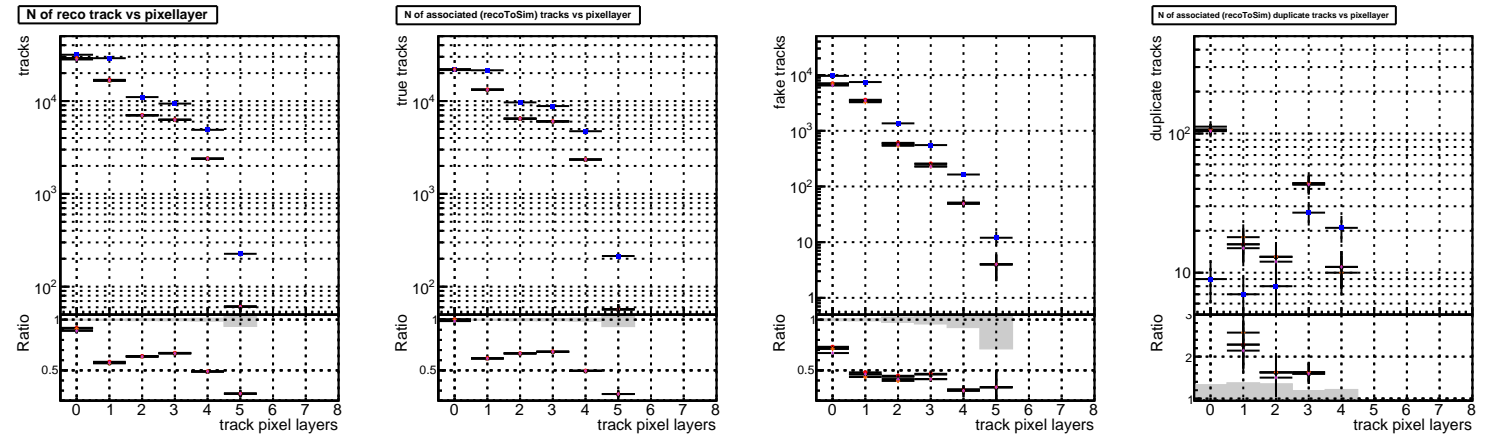 N of reco track vs pixellayer
tracks
10^4
10^3
10^2
Ratio
1
0.5
0 1 2 3 4 5 6 7 8
track pixel layers
N of associated (recoToSim) tracks vs pixellayer
true tracks
10^4
10^3
10^2
Ratio
1
0.5
0 1 2 3 4 5 6 7 8
track pixel layers
fake tracks
10^4
10^3
10^2
10
1
Ratio
1
0.5
0 1 2 3 4 5 6 7 8
track pixel layers
N of associated (recoToSim) duplicate tracks vs pixellayer
duplicate tracks
10^2
10
Ratio
3
2
1
0 1 2 3 4 5 6 7 8
track pixel layers